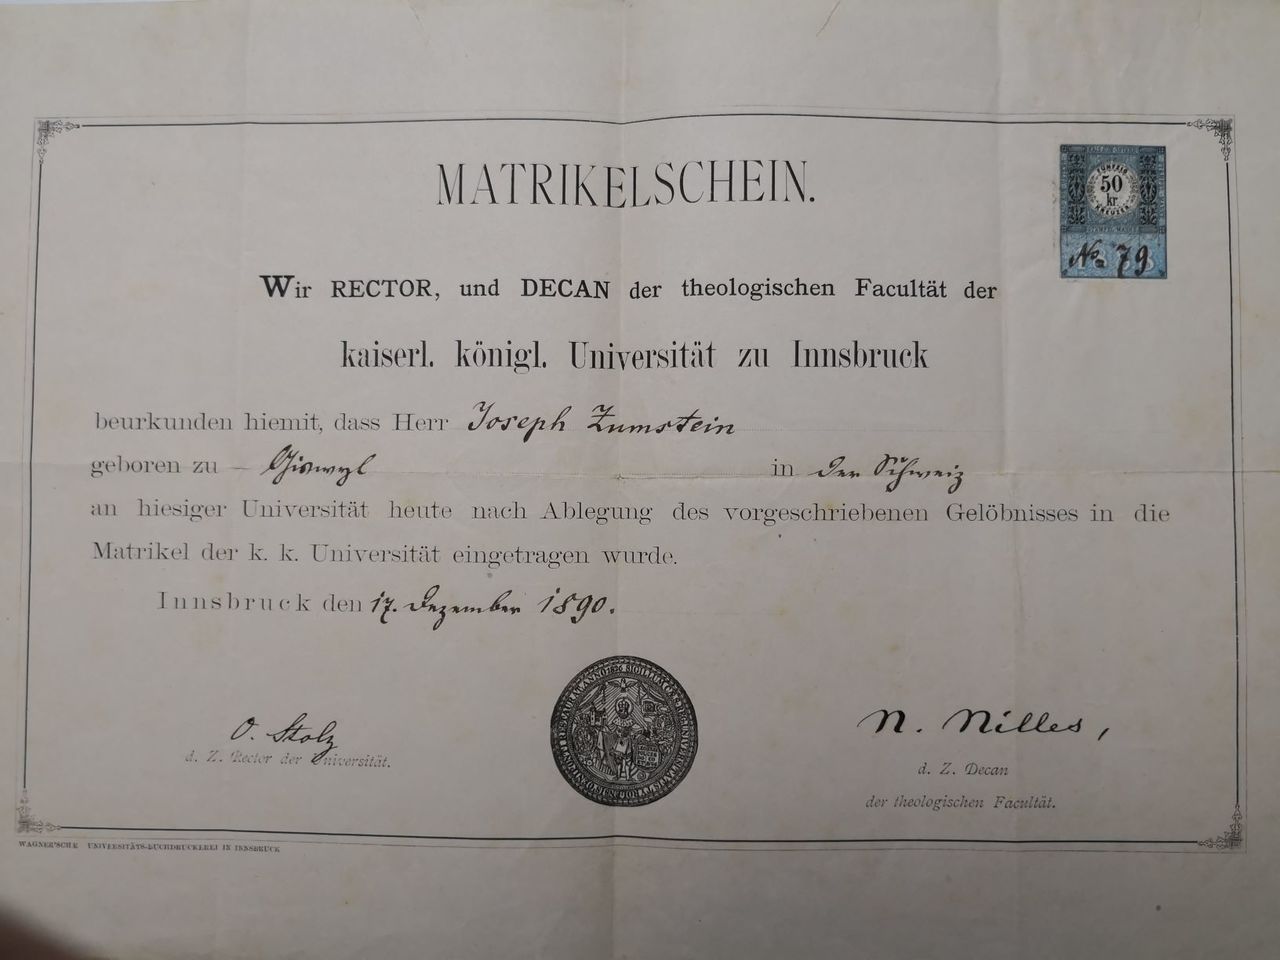 MATRIKELSCHEIN.
50
kr.
No. 79
Wir RECTOR, und DECAN der theologischen Facultät der
kaiserl. königl. Universität zu Innsbruck
beurkunden hiemit, dass Herr Joseph Zumstein
geboren zu – Giswyl in der Schweiz
an hiesiger Universität heute nach Ablegung des vorgeschriebenen Gelöbnisses in die
Matrikel der k. k. Universität eingetragen wurde.
Innsbruck den 17. Dezember 1890.
O. Stolz
d. Z. Rector der Universität.
N. Nilles,
d. Z. Decan
der theologischen Facultät.
WAGNER'SCHE UNIVERSITÄTS-BUCHDRUCKEREI IN INNSBRUCK